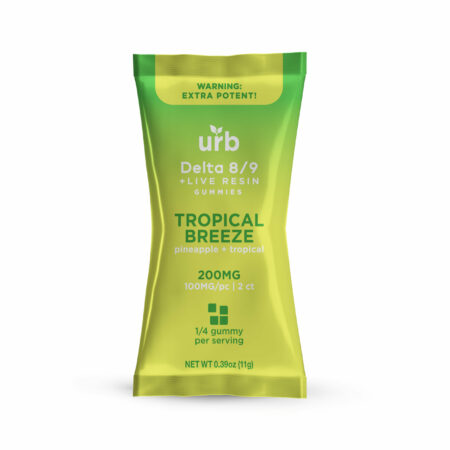 WARNING:
EXTRA POTENT!
urb
Delta 8/9
+LIVE RESIN
GUMMIES
TROPICAL
BREEZE
pineapple + tropical
200MG
100MG/pc | 2 ct
1/4 gummy
per serving
NET WT 0.39oz (11g)